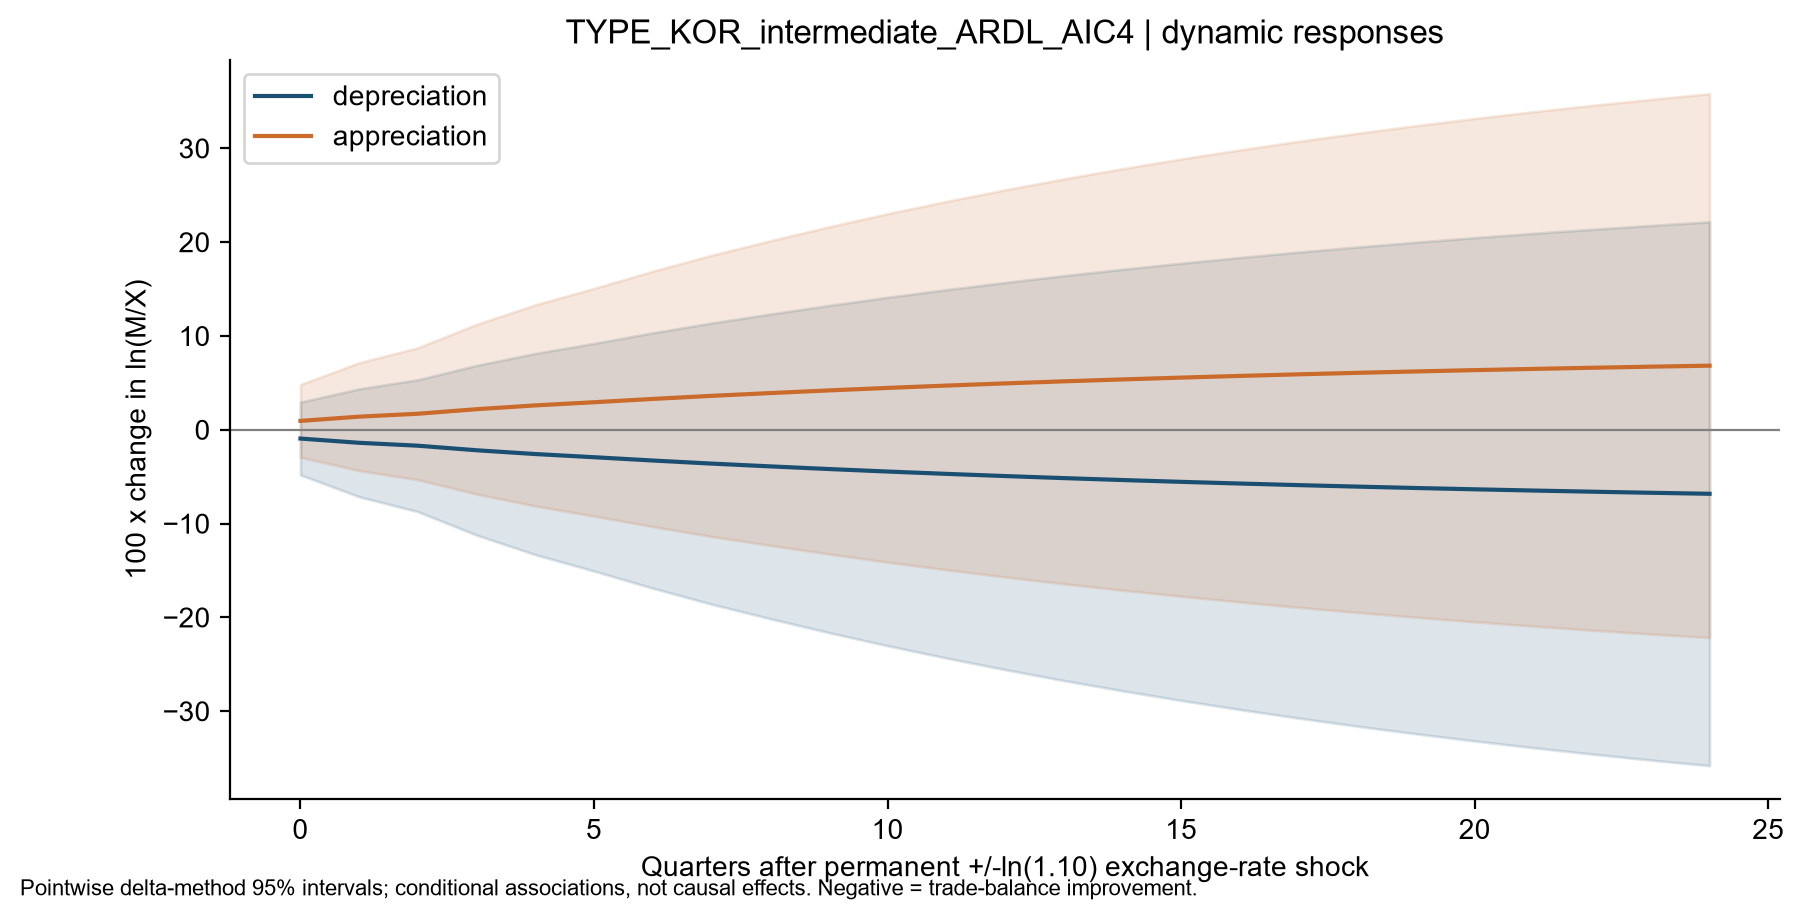 TYPE_KOR_intermediate_ARDL_AIC4 | dynamic responses
depreciation
appreciation
100 x change in ln(M/X)
30
20
10
0
−10
−20
−30
0 5 10 15 20 25
Quarters after permanent +/-ln(1.10) exchange-rate shock
Pointwise delta-method 95% intervals; conditional associations, not causal effects. Negative = trade-balance improvement.